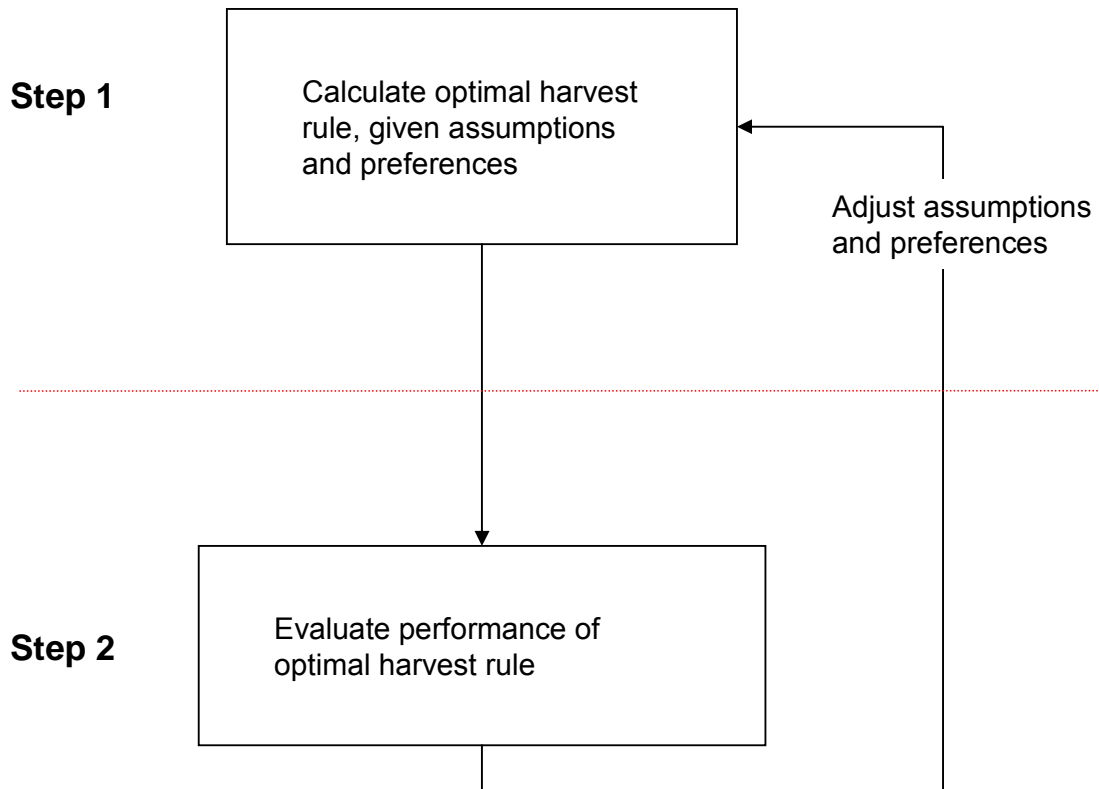 Step 1
Calculate optimal harvest
rule, given assumptions
and preferences
Adjust assumptions
and preferences
Step 2
Evaluate performance of
optimal harvest rule